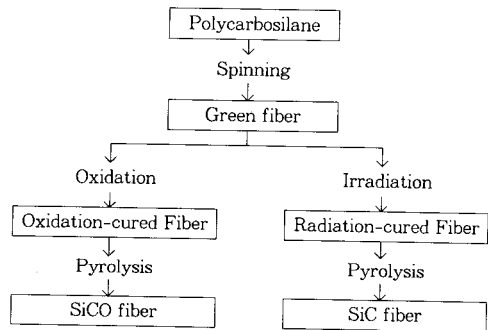 Polycarbosilane
Spinning
Green fiber
Oxidation Irradiation
Oxidation-cured Fiber Radiation-cured Fiber
Pyrolysis Pyrolysis
SiCO fiber SiC fiber